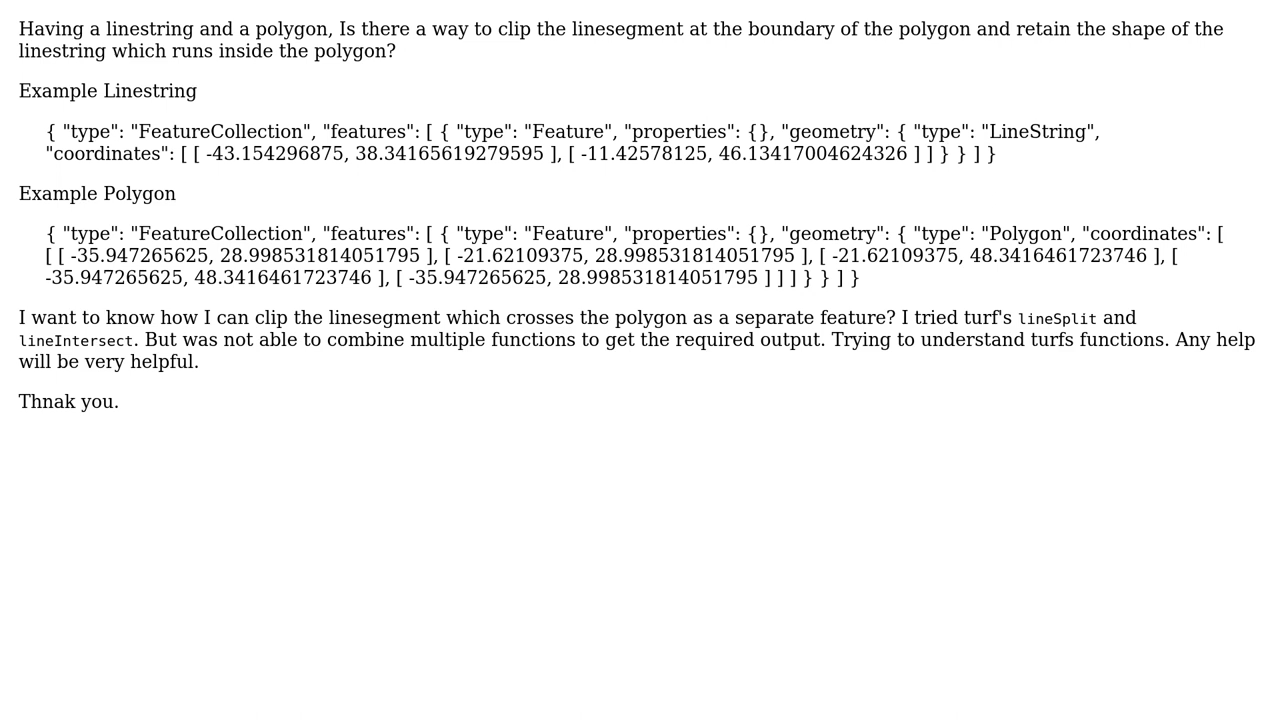 Having a linestring and a polygon, Is there a way to clip the linesegment at the boundary of the polygon and retain the shape of the
linestring which runs inside the polygon?
Example Linestring
{ "type": "FeatureCollection", "features": [ { "type": "Feature", "properties": {}, "geometry": { "type": "LineString",
"coordinates": [ [ -43.154296875, 38.34165619279595 ], [ -11.42578125, 46.13417004624326 ] ] } } ] }
Example Polygon
{ "type": "FeatureCollection", "features": [ { "type": "Feature", "properties": {}, "geometry": { "type": "Polygon", "coordinates": [
[ [ -35.947265625, 28.998531814051795 ], [ -21.62109375, 28.998531814051795 ], [ -21.62109375, 48.3416461723746 ], [
-35.947265625, 48.3416461723746 ], [ -35.947265625, 28.998531814051795 ] ] ] } } ] }
I want to know how I can clip the linesegment which crosses the polygon as a separate feature? I tried turf's lineSplit and
lineIntersect. But was not able to combine multiple functions to get the required output. Trying to understand turfs functions. Any help
will be very helpful.
Thnak you.